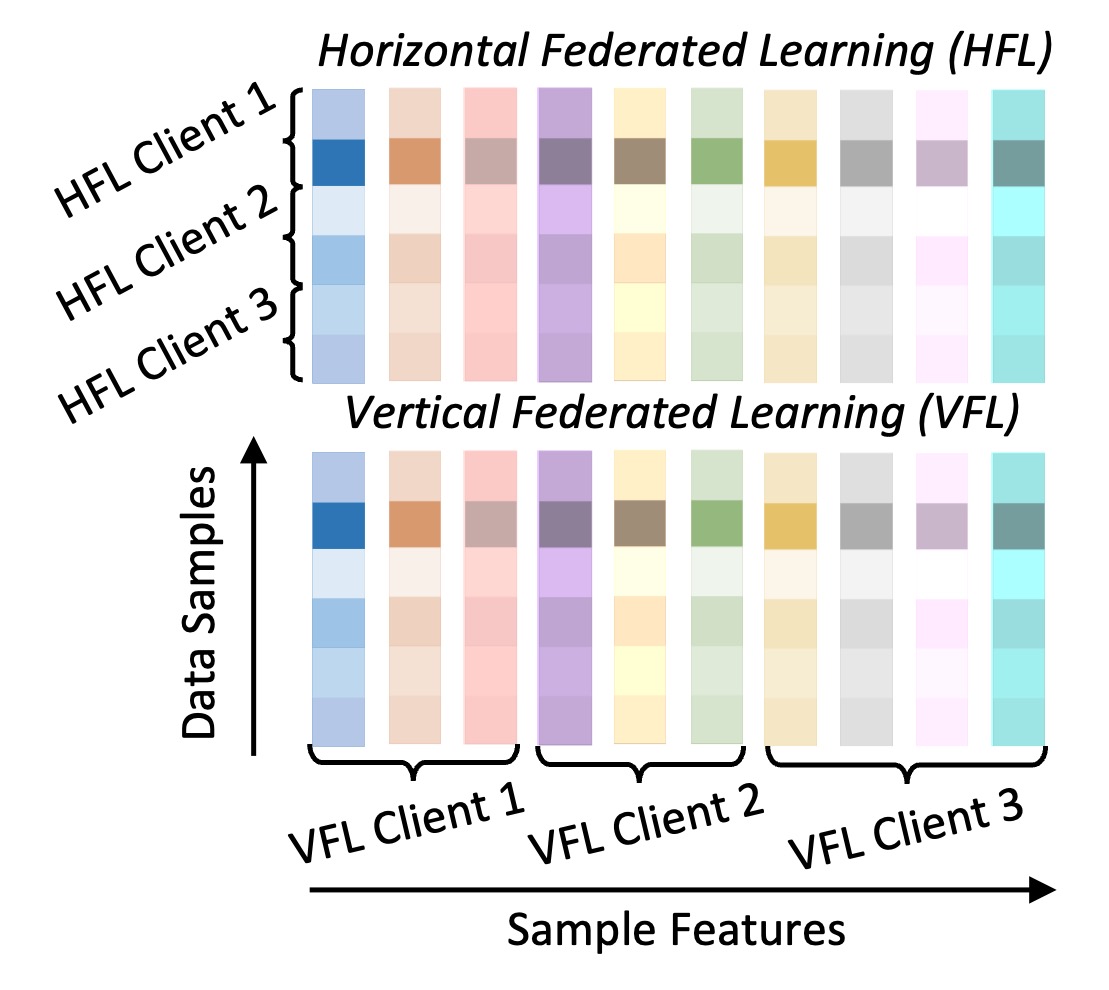 Horizontal Federated Learning (HFL)
HFL Client 1
HFL Client 2
HFL Client 3
Vertical Federated Learning (VFL)
Data Samples
VFL Client 1
VFL Client 2
VFL Client 3
Sample Features